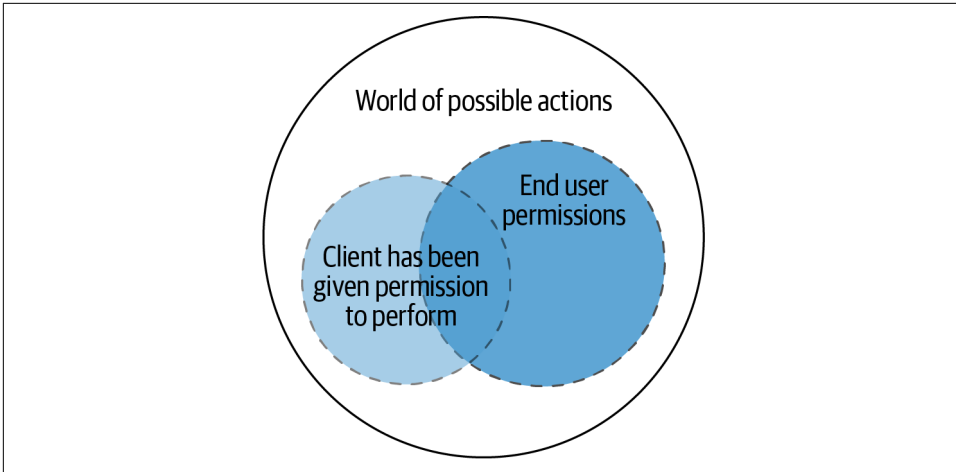 World of possible actions
End user
permissions
Client has been
given permission
to perform